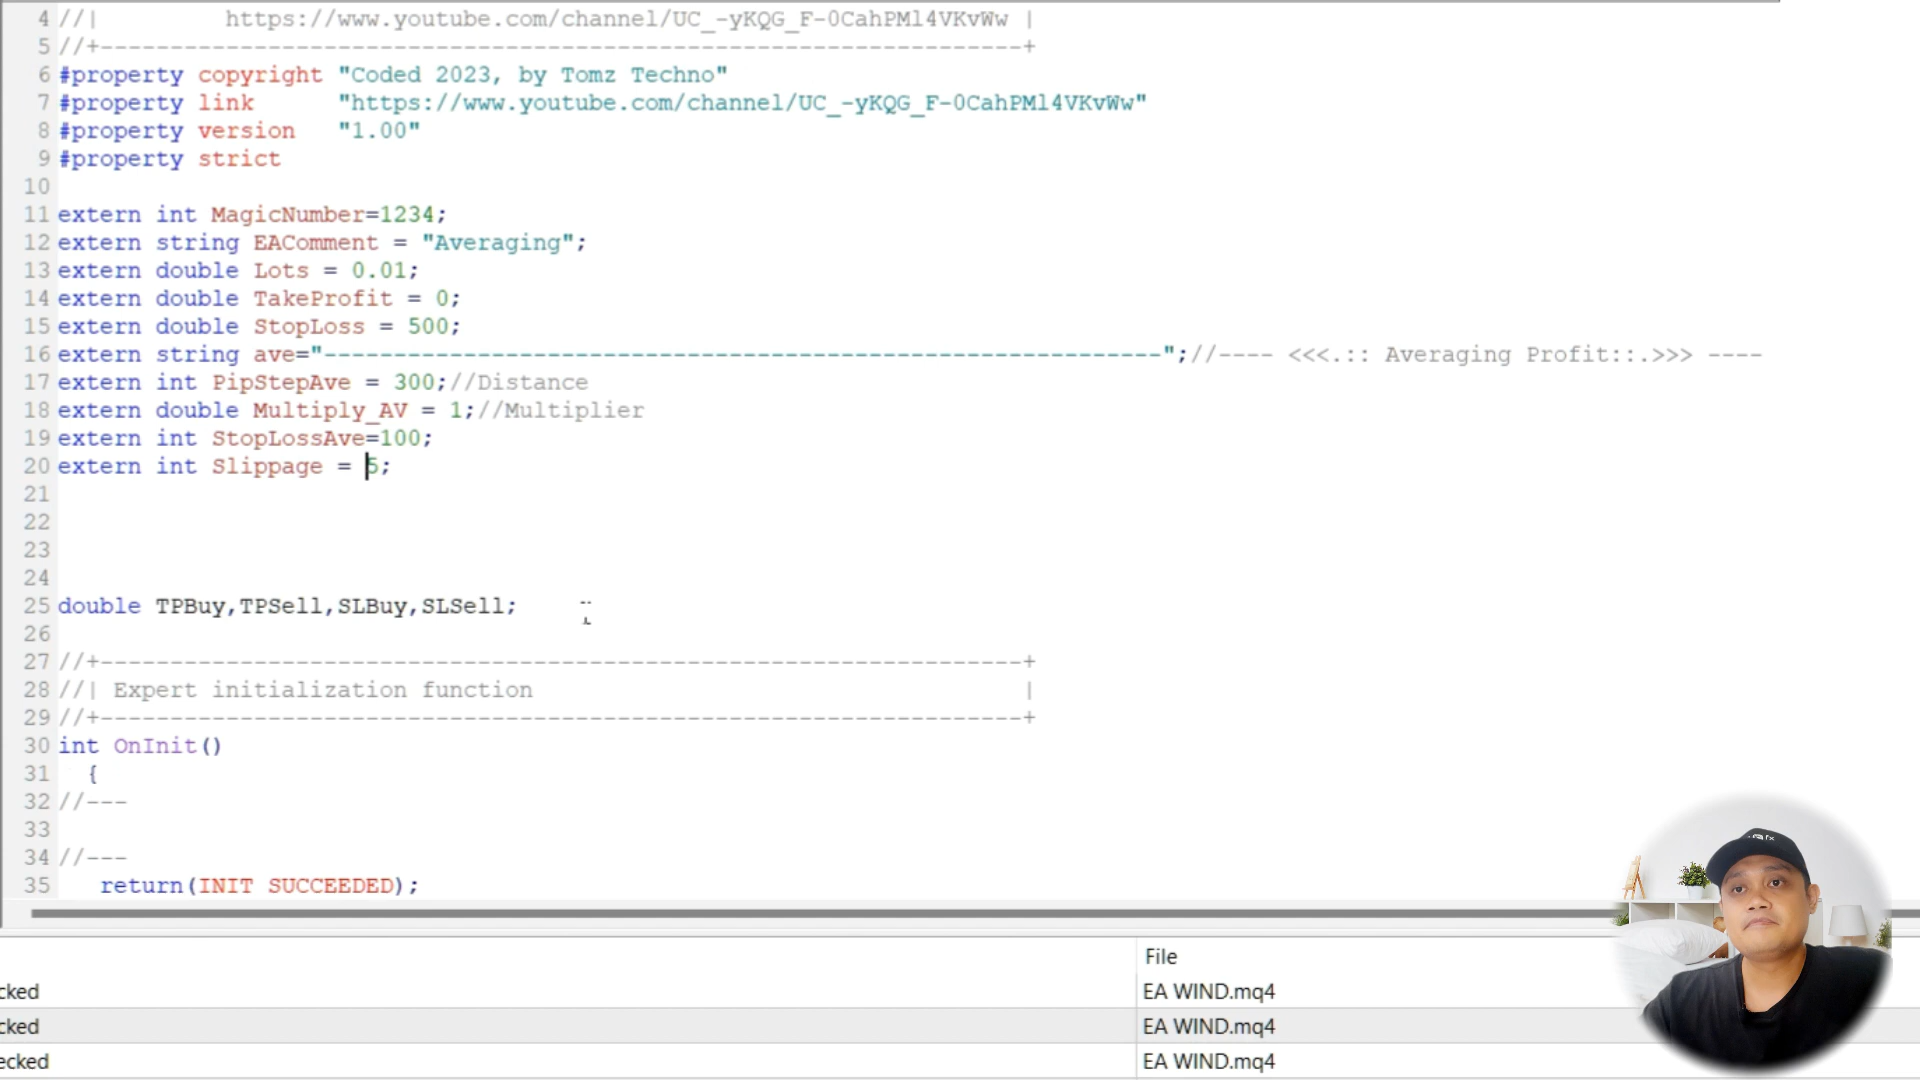 4 //|         https://www.youtube.com/channel/UC_-yKQG_F-0CahPMl4VKvWw |
5 //+------------------------------------------------------------------+
6 #property copyright "Coded 2023, by Tomz Techno"
7 #property link      "https://www.youtube.com/channel/UC_-yKQG_F-0CahPMl4VKvWw"
8 #property version   "1.00"
9 #property strict
10
11 extern int MagicNumber=1234;
12 extern string EAComment = "Averaging";
13 extern double Lots = 0.01;
14 extern double TakeProfit = 0;
15 extern double StopLoss = 500;
16 extern string ave="------------------------------------------------------------";//---- <<<.:: Averaging Profit::.>>> ----
17 extern int PipStepAve = 300;//Distance
18 extern double Multiply_AV = 1;//Multiplier
19 extern int StopLossAve=100;
20 extern int Slippage = 5;
21
22
23
24
25 double TPBuy,TPSell,SLBuy,SLSell;
26
27 //+------------------------------------------------------------------+
28 //| Expert initialization function                                   |
29 //+------------------------------------------------------------------+
30 int OnInit()
31   {
32 //---
33
34 //---
35    return(INIT SUCCEEDED);
File
cked EA WIND.mq4
cked EA WIND.mq4
ecked EA WIND.mq4